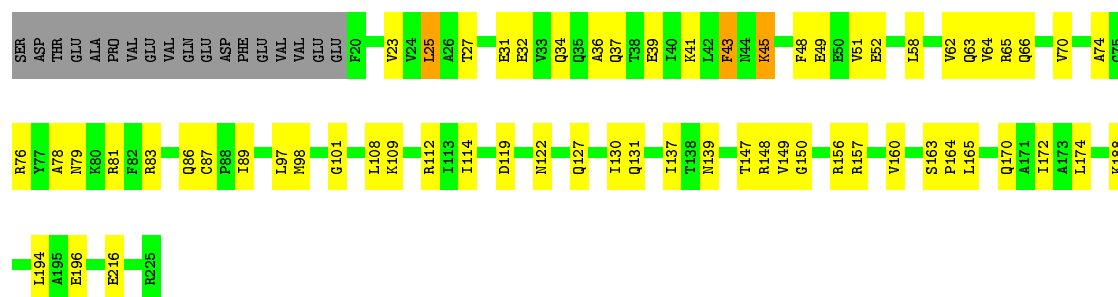 SER ASP THR GLU ALA PRO VAL GLU VAL GLN GLU ASP PHE GLU VAL VAL GLU GLU F20 V23 V24 L25 A26 T27 E31 E32 V33 Q34 Q35 A36 Q37 T38 E39 I40 K41 L42 F43 N44 K45 F48 E49 E50 V51 E52 L58 V62 Q63 V64 R65 Q66 V70 A74 G75
R76 Y77 A78 N79 K80 R81 F82 R83 Q86 C87 P88 I89 L97 M98 G101 L108 K109 R112 I113 I114 D119 N122 Q127 I130 Q131 I137 T138 N139 T147 R148 V149 G150 R156 R157 V160 S163 P164 L165 Q170 A171 I172 A173 L174 K188
L194 A195 E196 E216 R225